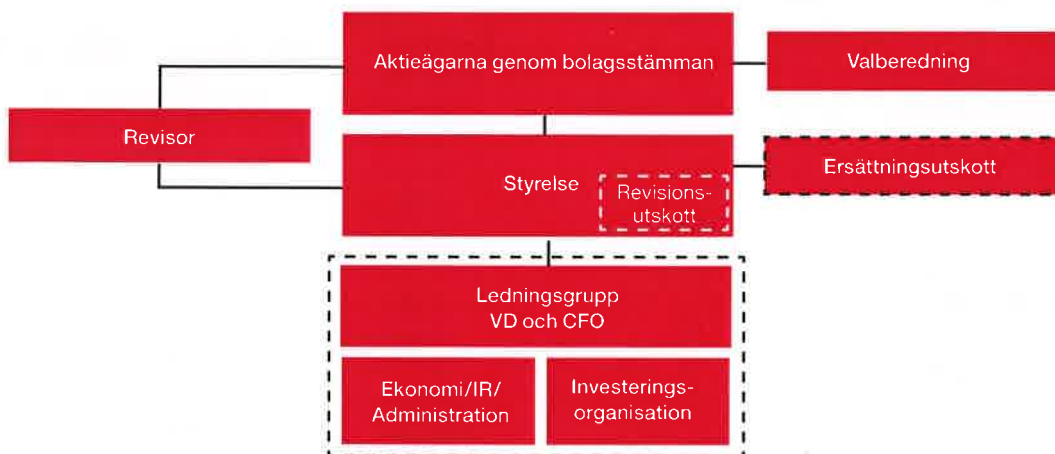 Aktieägarna genom bolagsstämman
Valberedning
Revisor
Styrelse
Revisions-
utskott
Ersättningsutskott
Ledningsgrupp
VD och CFO
Ekonomi/IR/
Administration
Investerings-
organisation